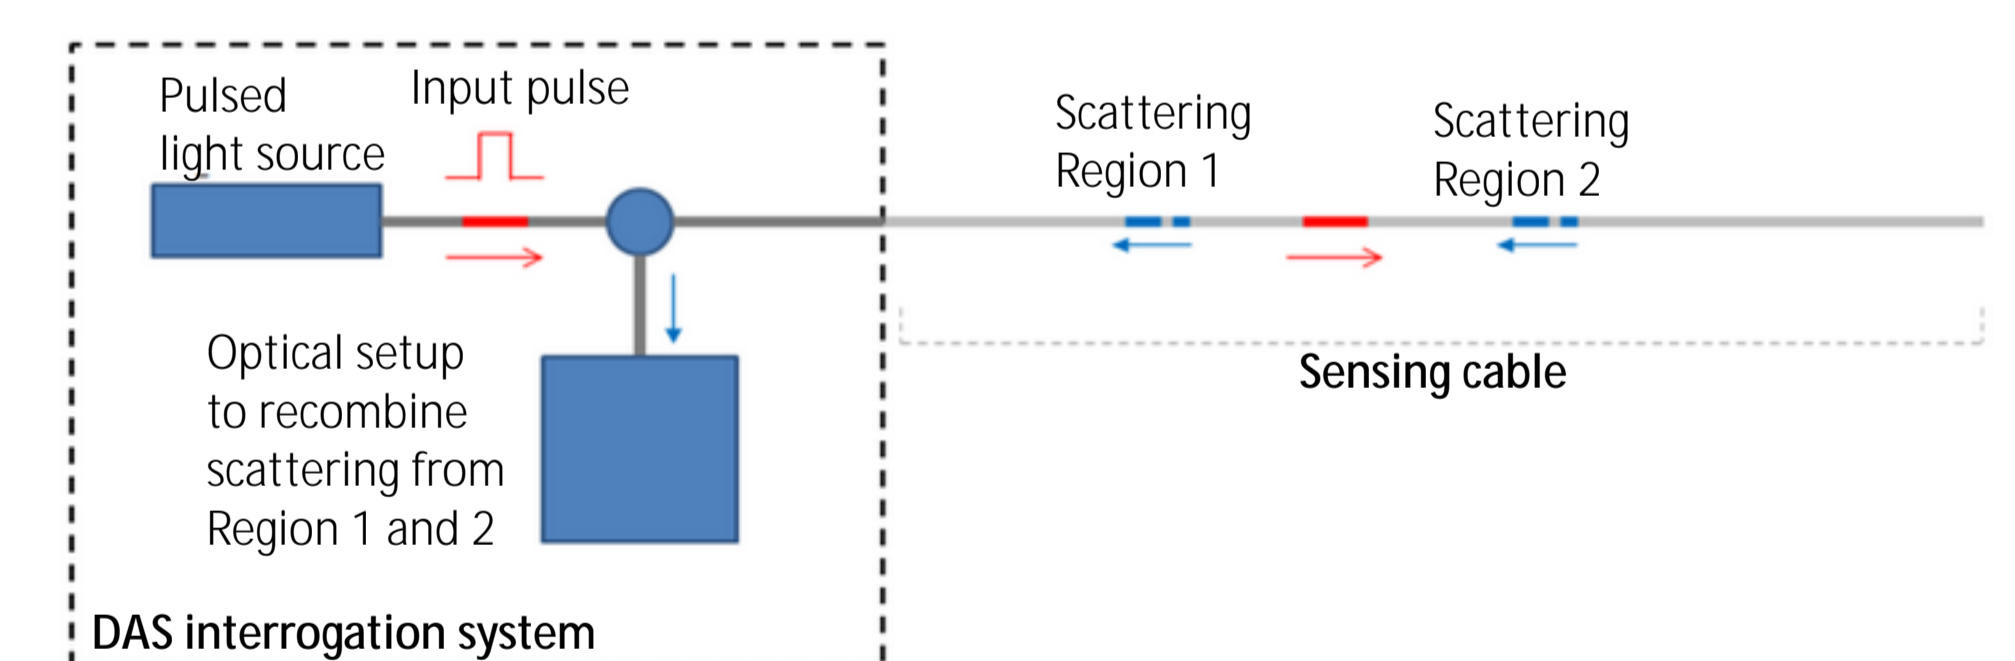 Pulsed
light source
Input pulse
Scattering
Region 1
Scattering
Region 2
Optical setup
to recombine
scattering from
Region 1 and 2
Sensing cable
DAS interrogation system